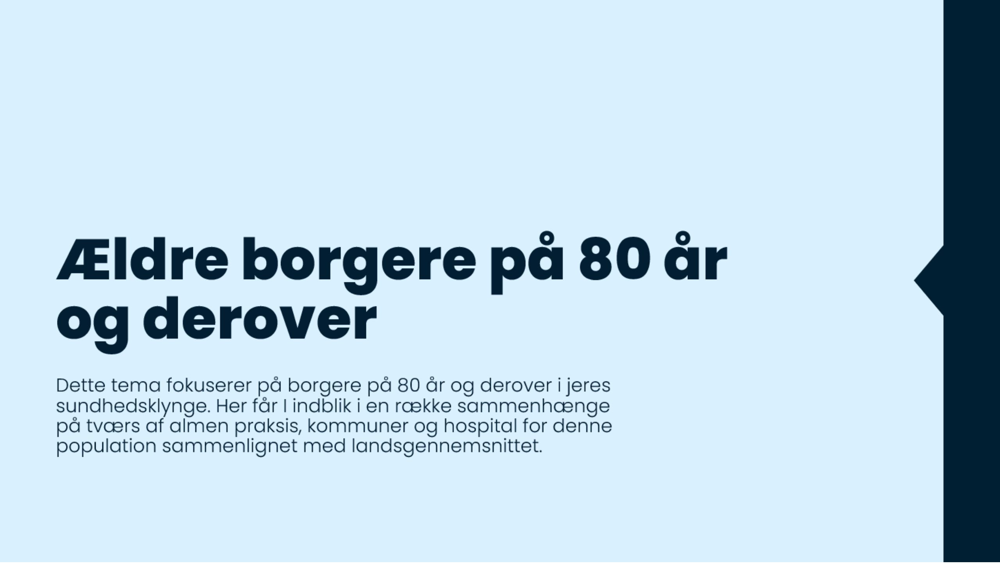 Ældre borgere på 80 år
og derover
Dette tema fokuserer på borgere på 80 år og derover i jeres
sundhedsklynge. Her får I indblik i en række sammenhænge
på tværs af almen praksis, kommuner og hospital for denne
population sammenlignet med landsgennemsnittet.